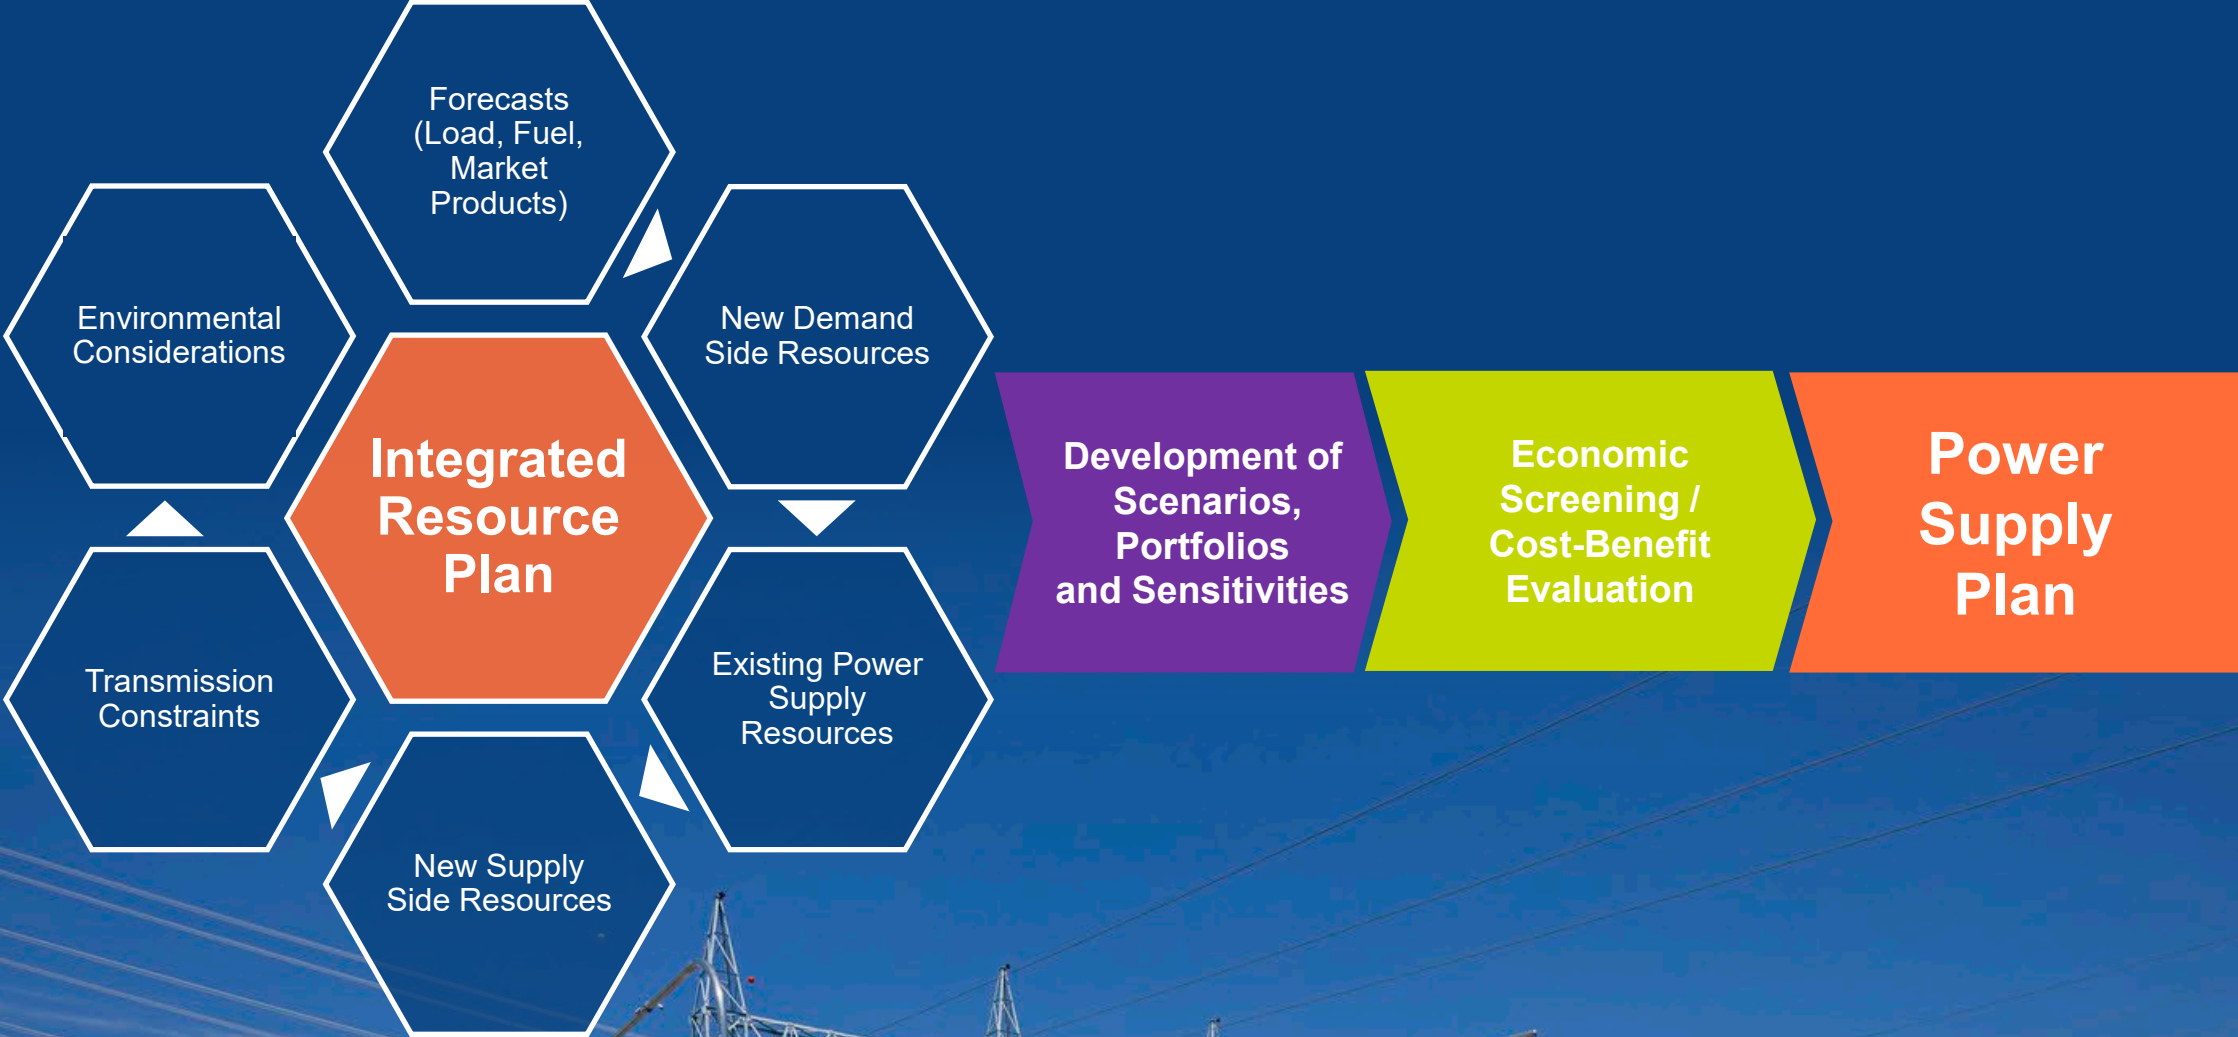 Forecasts
(Load, Fuel,
Market
Products)
Environmental
Considerations
New Demand
Side Resources
Integrated
Resource
Plan
Transmission
Constraints
Existing Power
Supply
Resources
New Supply
Side Resources
Development of
Scenarios,
Portfolios
and Sensitivities
Economic
Screening /
Cost-Benefit
Evaluation
Power
Supply
Plan